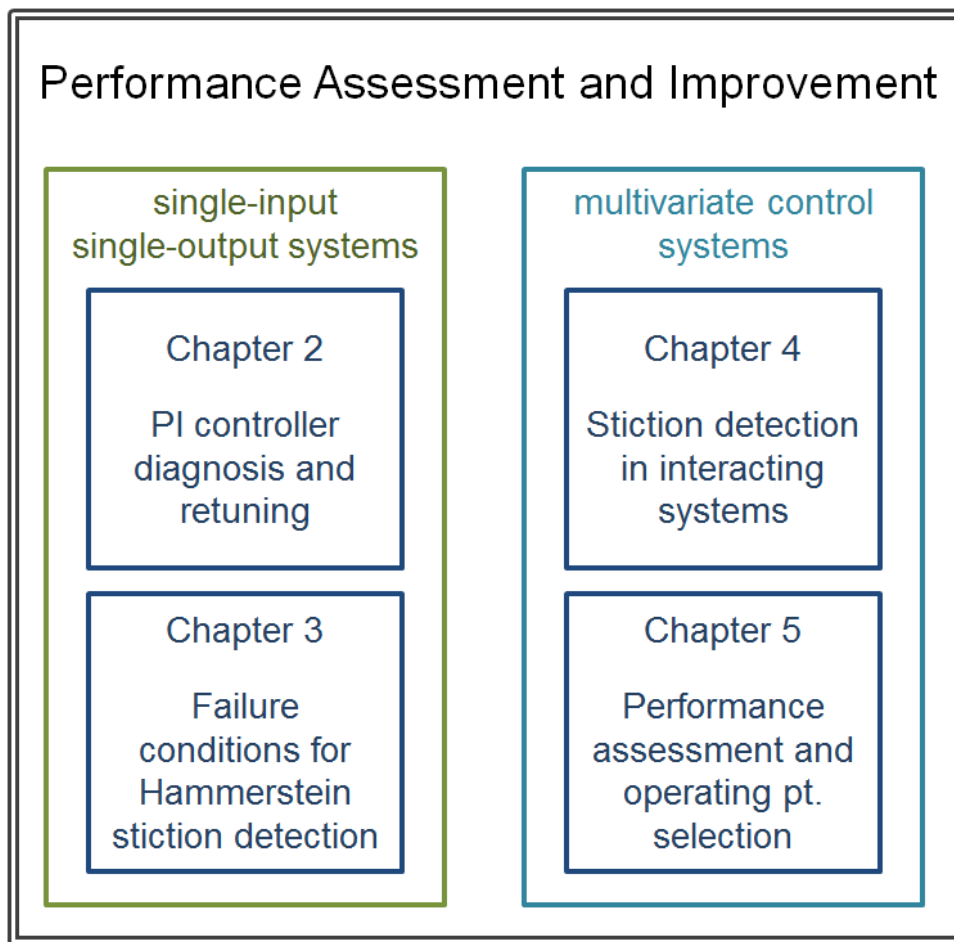 Performance Assessment and Improvement
single-input
single-output systems
Chapter 2
PI controller
diagnosis and
retuning
Chapter 3
Failure
conditions for
Hammerstein
stiction detection
multivariate control
systems
Chapter 4
Stiction detection
in interacting
systems
Chapter 5
Performance
assessment and
operating pt.
selection